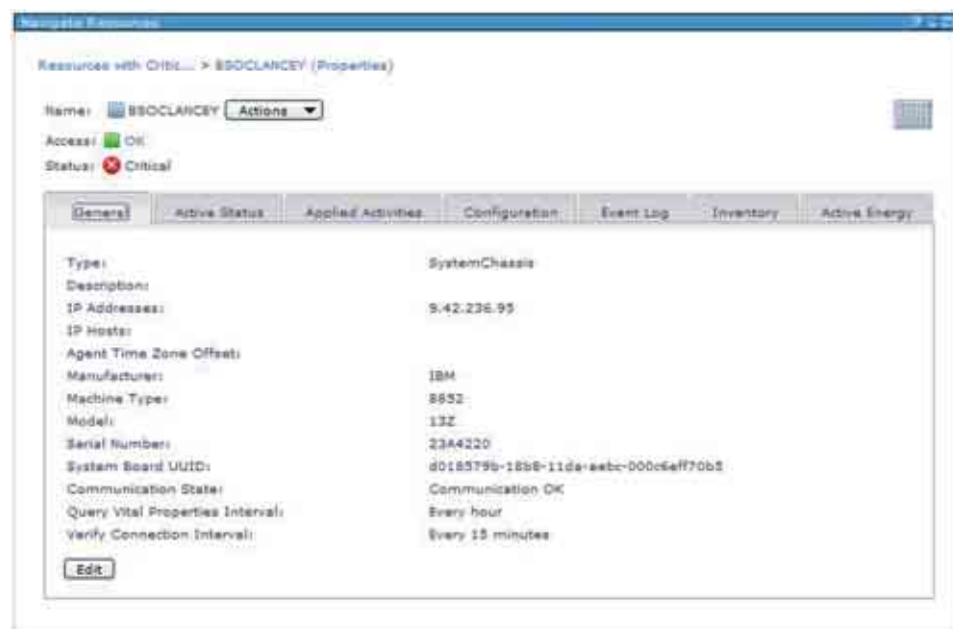 Navigate Resources
Resources with Critic... > BSOCLANCEY (Properties)
Name: BSOCLANCEY Actions
Access: OK
Status: Critical
General Active Status Applied Activities Configuration Event Log Inventory Active Energy
Type: SystemChassis
Description:
IP Addresses: 9.42.236.95
IP Hosts:
Agent Time Zone Offset:
Manufacturer: IBM
Machine Type: 8852
Model: 13Z
Serial Number: 23A4220
System Board UUID: d018579b-18b8-11da-aebc-000c6eff70b5
Communication State: Communication OK
Query Vital Properties Interval: Every hour
Verify Connection Interval: Every 15 minutes
Edit